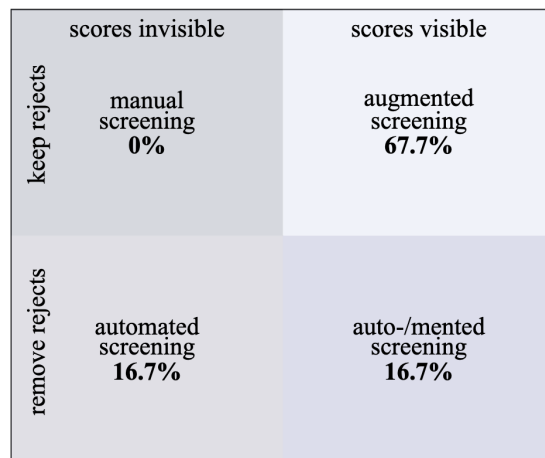 scores invisible
scores visible
keep rejects
manual
screening
0%
augmented
screening
67.7%
remove rejects
automated
screening
16.7%
auto-/mented
screening
16.7%